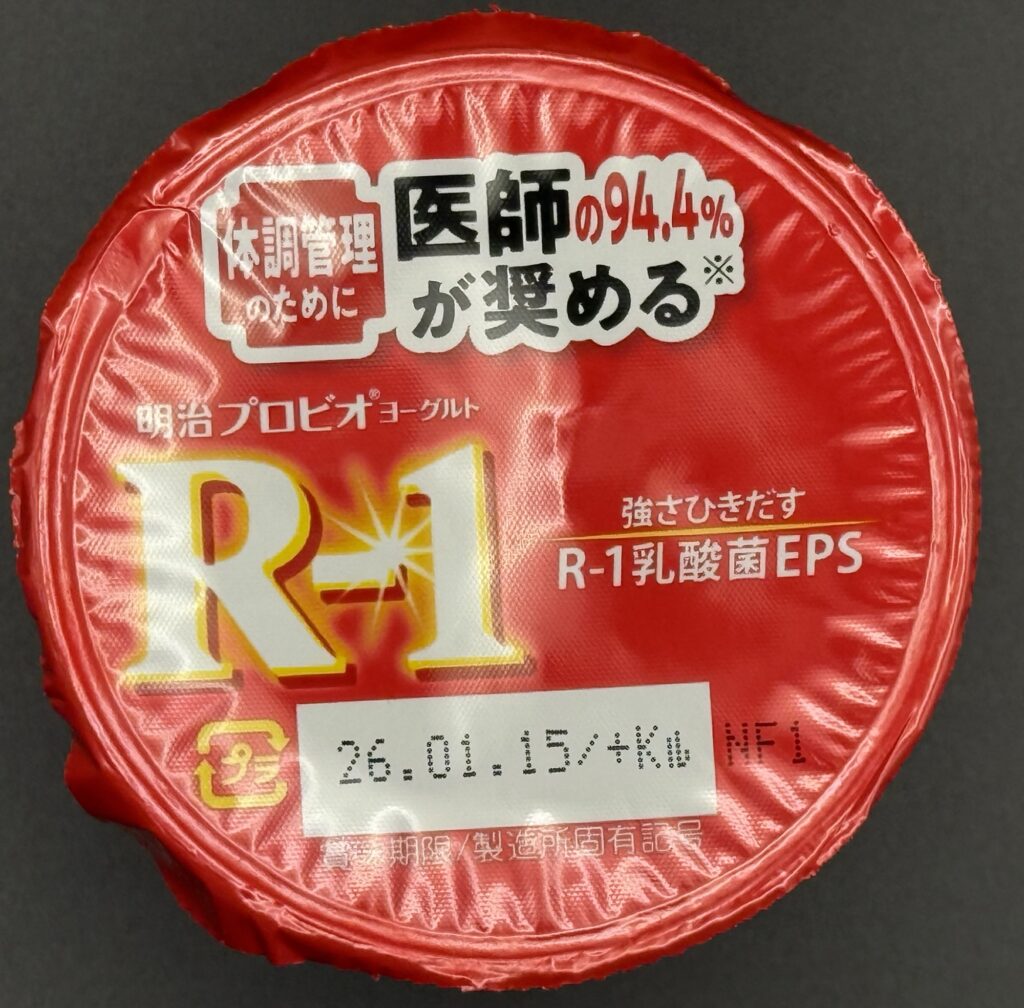 体調管理
のために
医師の94.4%
が奨める※
明治プロビオ®ヨーグルト
R-1
強さひきだす
R-1乳酸菌EPS
プラ
26.01.15/+Ku
賞味期限/製造所固有記号